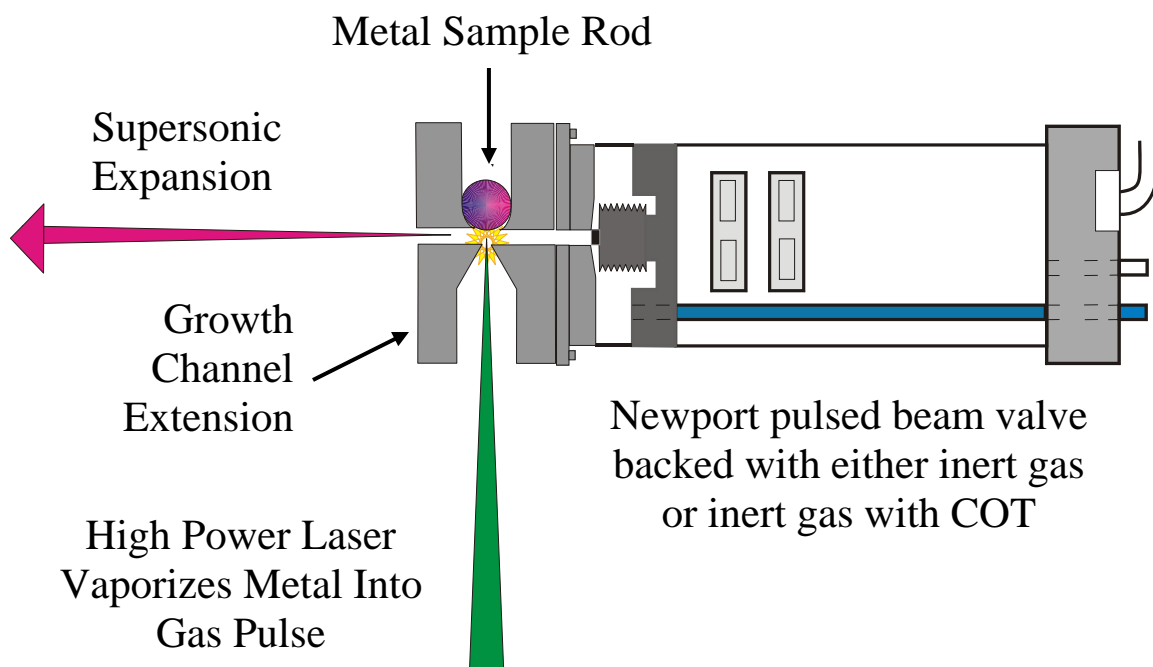 Metal Sample Rod
Supersonic
Expansion
Growth
Channel
Extension
Newport pulsed beam valve
backed with either inert gas
or inert gas with COT
High Power Laser
Vaporizes Metal Into
Gas Pulse